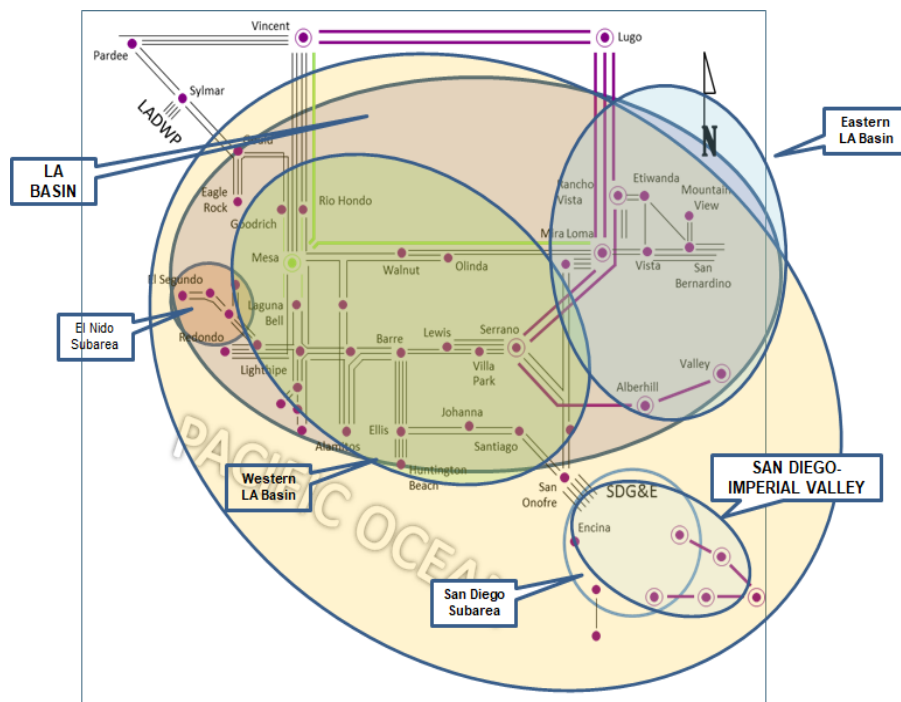 Vincent
Lugo
Pardee
Sylmar
LADWP
Gould
Eastern
LA Basin
LA
BASIN
N
Eagle
Rock
Goodrich
Rio Hondo
Rancho
Vista
Etiwanda
Mountain
View
Mesa
Mira Loma
Walnut
Olinda
Vista
San
Bernardino
El Segundo
Laguna
Bell
El Nido
Subarea
Redondo
Lighthipe
Barre
Lewis
Serrano
Villa
Park
Valley
Alberhill
Johanna
Alamitos
Ellis
Santiago
PACIFIC OCEAN
Western
LA Basin
Huntington
Beach
San
Onofre
SDG&E
SAN DIEGO-
IMPERIAL VALLEY
Encina
San Diego
Subarea